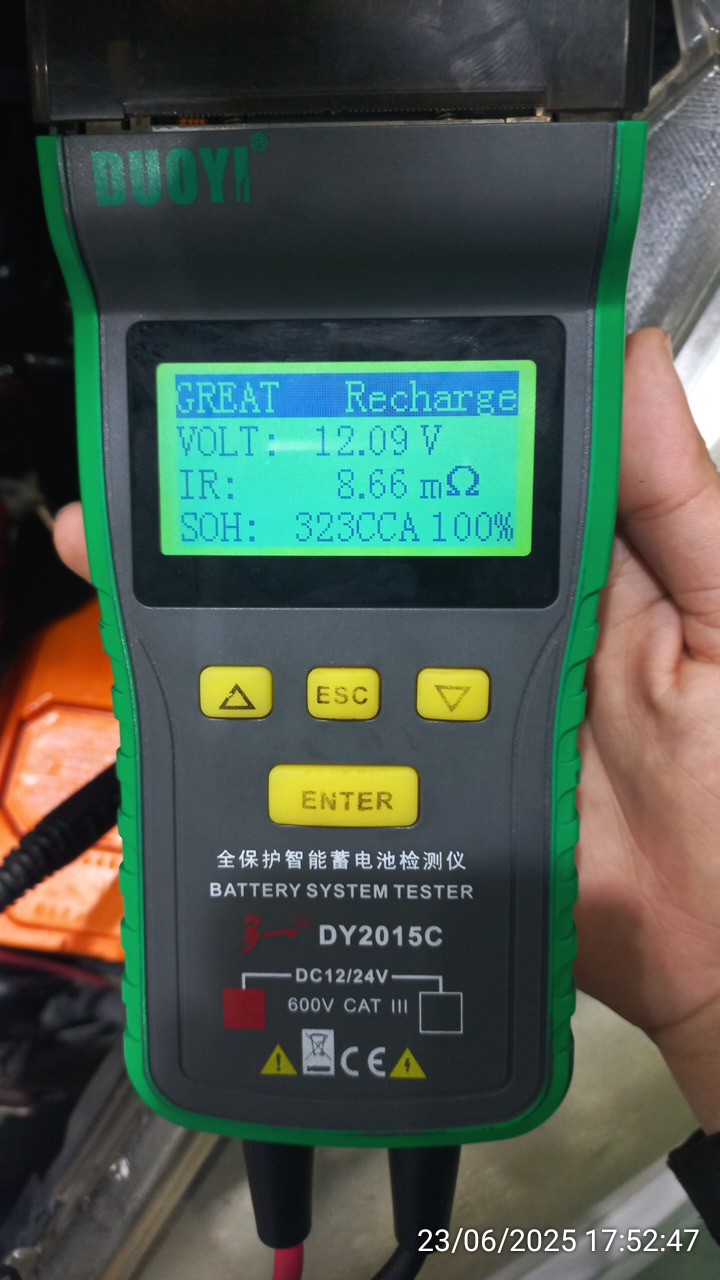 DUOYI®
GREAT Recharge
VOLT: 12.09 V
IR: 8.66 mΩ
SOH: 323CCA 100%
ESC
ENTER
全保护智能蓄电池检测仪
BATTERY SYSTEM TESTER
多一® DY2015C
DC12/24V
600V CAT III
CE
23/06/2025 17:52:47